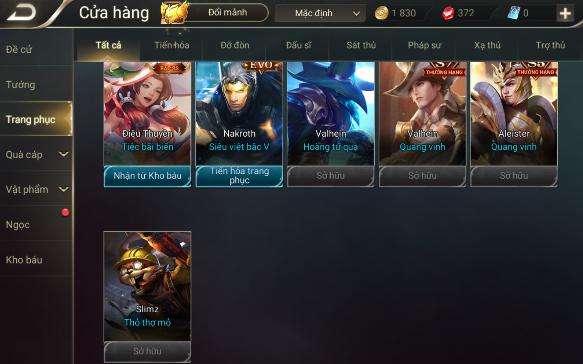 Cửa hàng
Đổi mảnh
Mặc định
1 830
372
0
Đề cử
Tướng
Trang phục
Quà cáp
Vật phẩm
Ngọc
Kho báu
Tất cả
Tiến hóa
Đỡ đòn
Đấu sĩ
Sát thủ
Pháp sư
Xạ thủ
Trợ thủ
Điêu Thuyền
Tiệc bãi biển
Nhận từ Kho báu
EVO
Nakroth
Siêu việt bậc V
Tiến hóa trang
phục
Valhein
Hoàng tử quạ
Sở hữu
THƯỞNG HẠNG
Valhein
Quang vinh
Sở hữu
THƯỞNG HẠNG
Aleister
Quang vinh
Sở hữu
Slimz
Thỏ thợ mỏ
Sở hữu